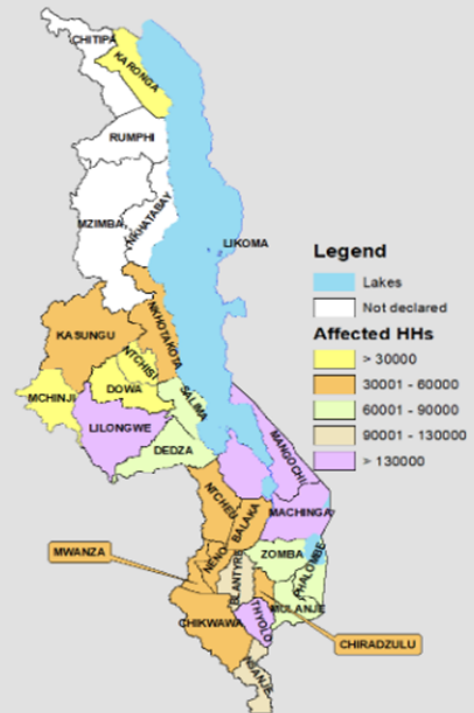 CHITIPA
KARONGA
RUMPHI
MZIMBA
NKHATABAY
LIKOMA
Legend
Lakes
Not declared
Affected HHs
> 30000
30001 - 60000
60001 - 90000
90001 - 130000
> 130000
KASUNGU
NKHOTAKOTA
NTCHISI
DOWA
MCHINJI
SALIMA
LILONGWE
DEDZA
MANGOCHI
NTCHEU
BALAKA
MACHINGA
MWANZA
NENO
ZOMBA
PHALOMBE
BLANTYRE
MULANJE
CHIKWAWA
THYOLO
CHIRADZULU
NSANJE